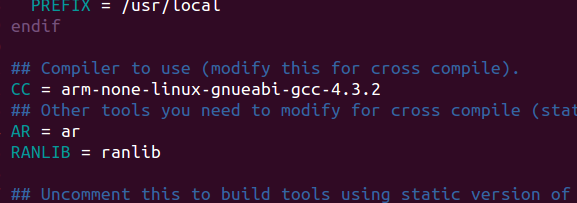 PREFIX = /usr/local
endif
## Compiler to use (modify this for cross compile).
CC = arm-none-linux-gnueabi-gcc-4.3.2
## Other tools you need to modify for cross compile (stat
AR = ar
RANLIB = ranlib
## Uncomment this to build tools using static version of